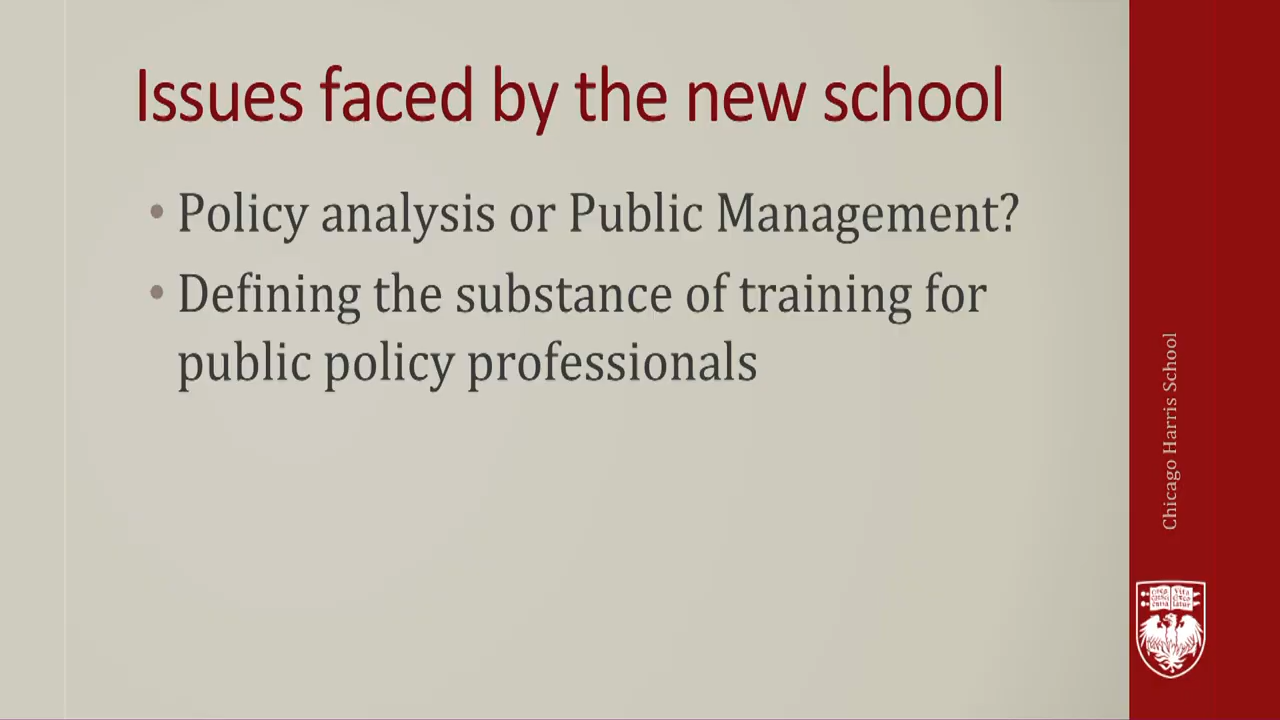 Issues faced by the new school
• Policy analysis or Public Management?
• Defining the substance of training for
public policy professionals
Chicago Harris School